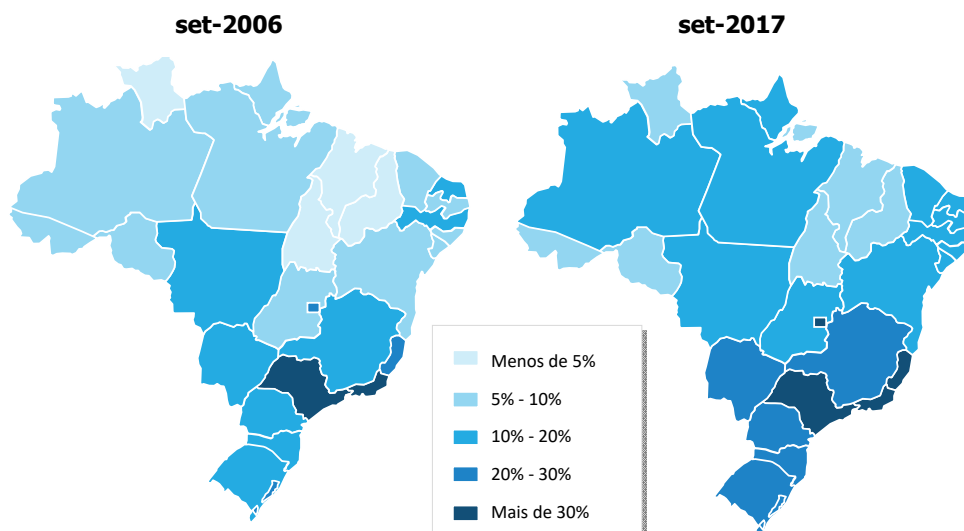 set-2006
set-2017
Menos de 5%
5% - 10%
10% - 20%
20% - 30%
Mais de 30%